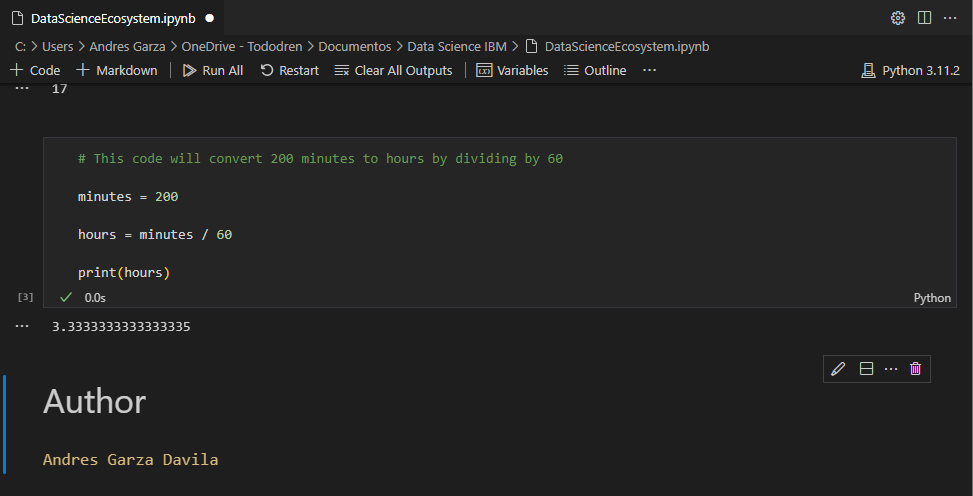 DataScienceEcosystem.ipynb ●
C: > Users > Andres Garza > OneDrive - Tododren > Documentos > Data Science IBM > DataScienceEcosystem.ipynb
+ Code + Markdown | Run All Restart Clear All Outputs | Variables Outline ··· Python 3.11.2
··· 17
# This code will convert 200 minutes to hours by dividing by 60
minutes = 200
hours = minutes / 60
print(hours)
[3] ✓ 0.0s Python
··· 3.3333333333333335
Author
Andres Garza Davila